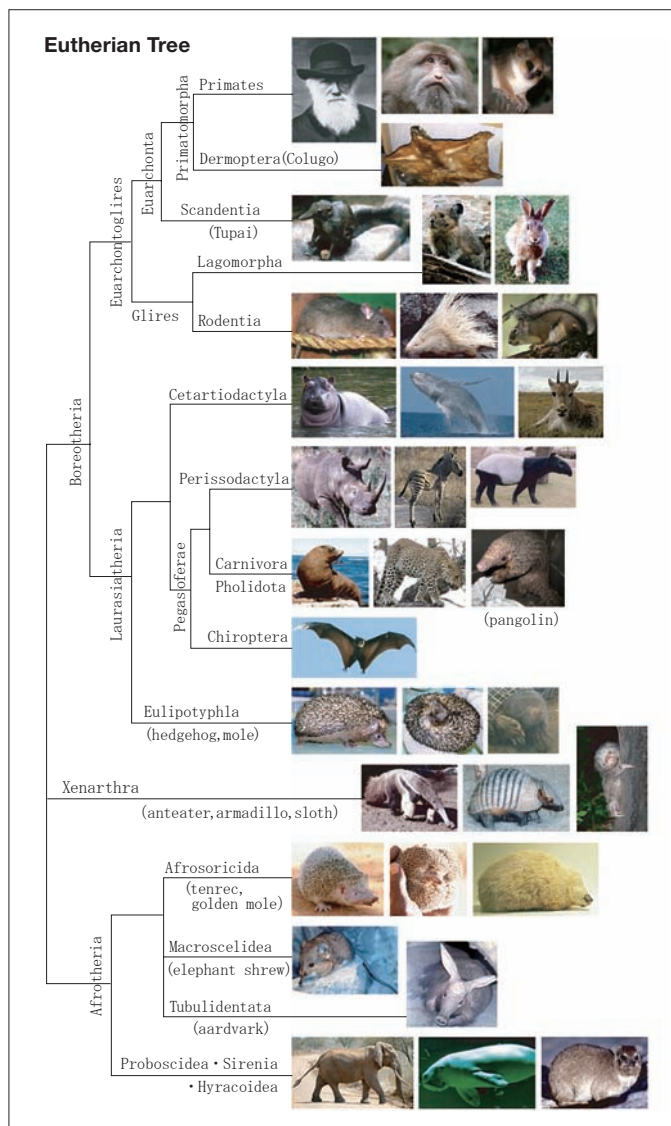 Eutherian Tree
Primates
Primatomorpha
Dermoptera(Colugo)
Euarchonta
Scandentia
(Tupai)
Euarchontoglires
Lagomorpha
Glires
Rodentia
Boreotheria
Cetartiodactyla
Perissodactyla
Laurasiatheria
Pegasoferae
Carnivora
Pholidota
(pangolin)
Chiroptera
Eulipotyphla
(hedgehog,mole)
Xenarthra
(anteater,armadillo,sloth)
Afrosoricida
(tenrec,
golden mole)
Afrotheria
Macroscelidea
(elephant shrew)
Tubulidentata
(aardvark)
Proboscidea・Sirenia
・Hyracoidea